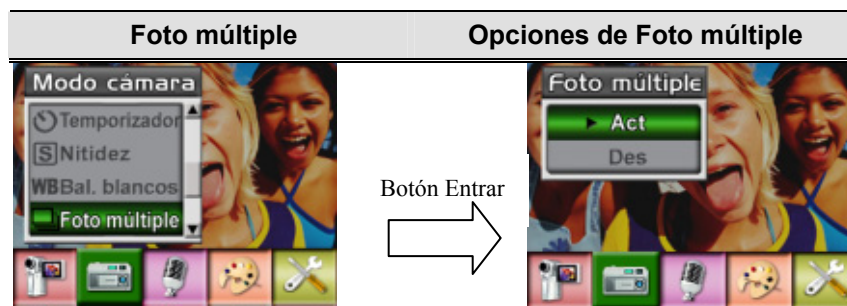 Foto múltiple
Opciones de Foto múltiple
Modo cámara
Temporizador
S Nitidez
WB Bal. blancos
Foto múltiple
Botón Entrar
Foto múltiple
Act
Des